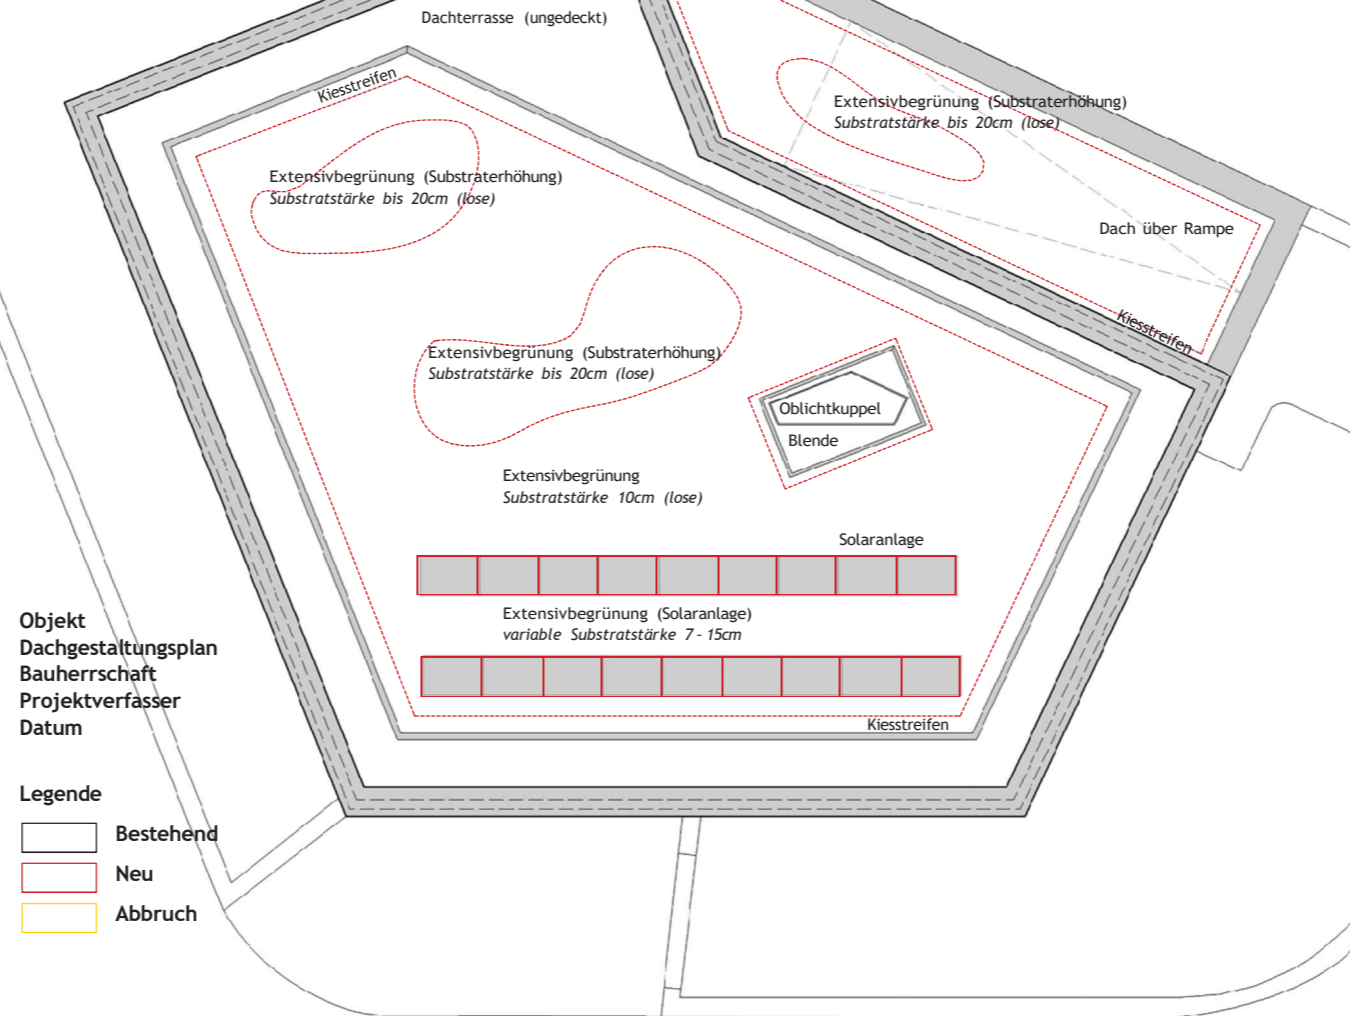 Dachterrasse (ungedeckt)
Kiesstreifen
Extensivbegrünung (Substraterhöhung)
Substratstärke bis 20cm (lose)
Extensivbegrünung (Substraterhöhung)
Substratstärke bis 20cm (lose)
Dach über Rampe
Kiesstreifen
Extensivbegrünung (Substraterhöhung)
Substratstärke bis 20cm (lose)
Oblichtkuppel
Blende
Extensivbegrünung
Substratstärke 10cm (lose)
Solaranlage
Extensivbegrünung (Solaranlage)
variable Substratstärke 7 - 15cm
Kiesstreifen
Objekt
Dachgestaltungsplan
Bauherrschaft
Projektverfasser
Datum
Legende
Bestehend
Neu
Abbruch